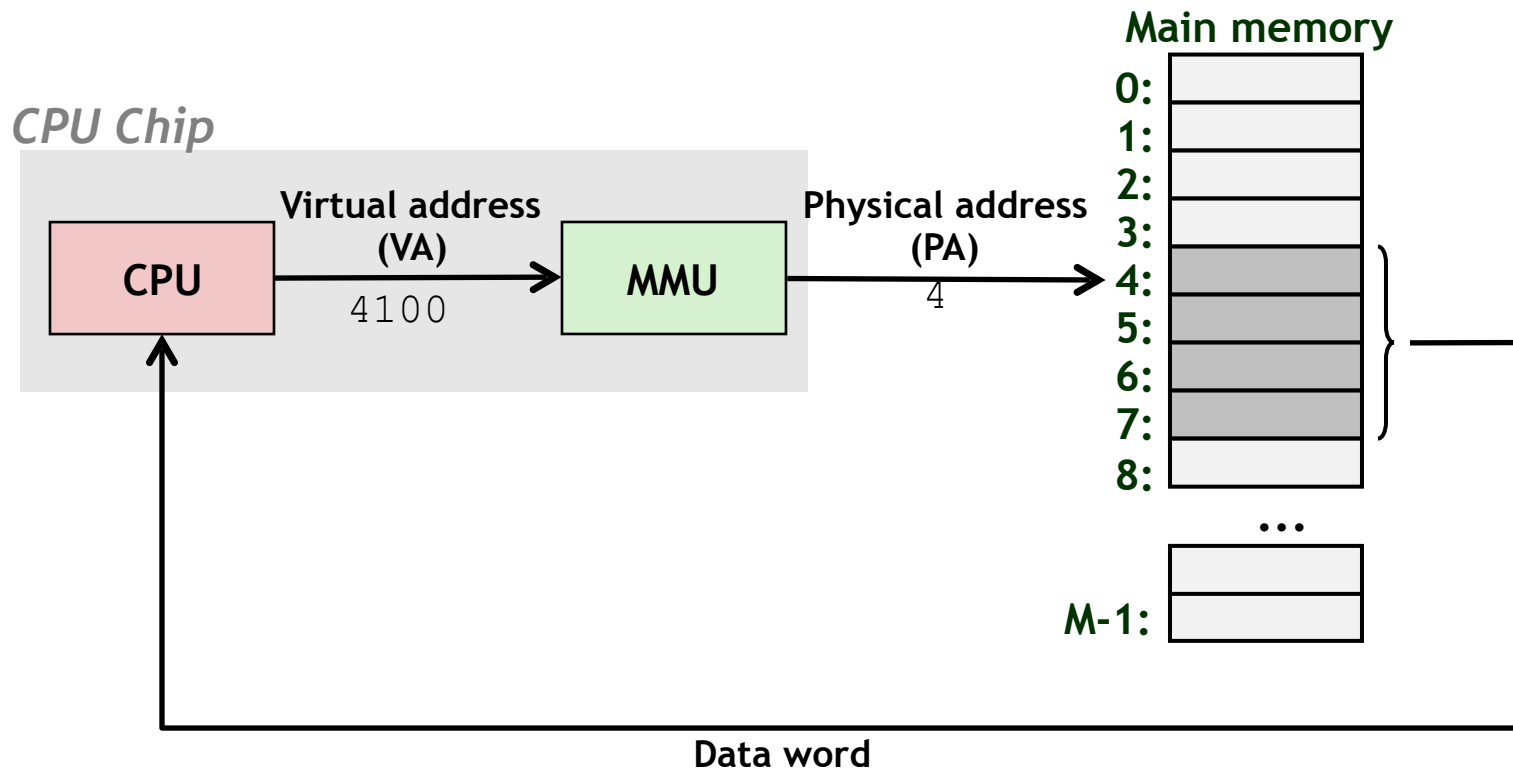 Main memory
0:
CPU Chip
1:
2:
Virtual address
(VA)
Physical address
(PA)
3:
CPU
4100
MMU
4
4:
5:
6:
7:
8:
...
M-1:
Data word